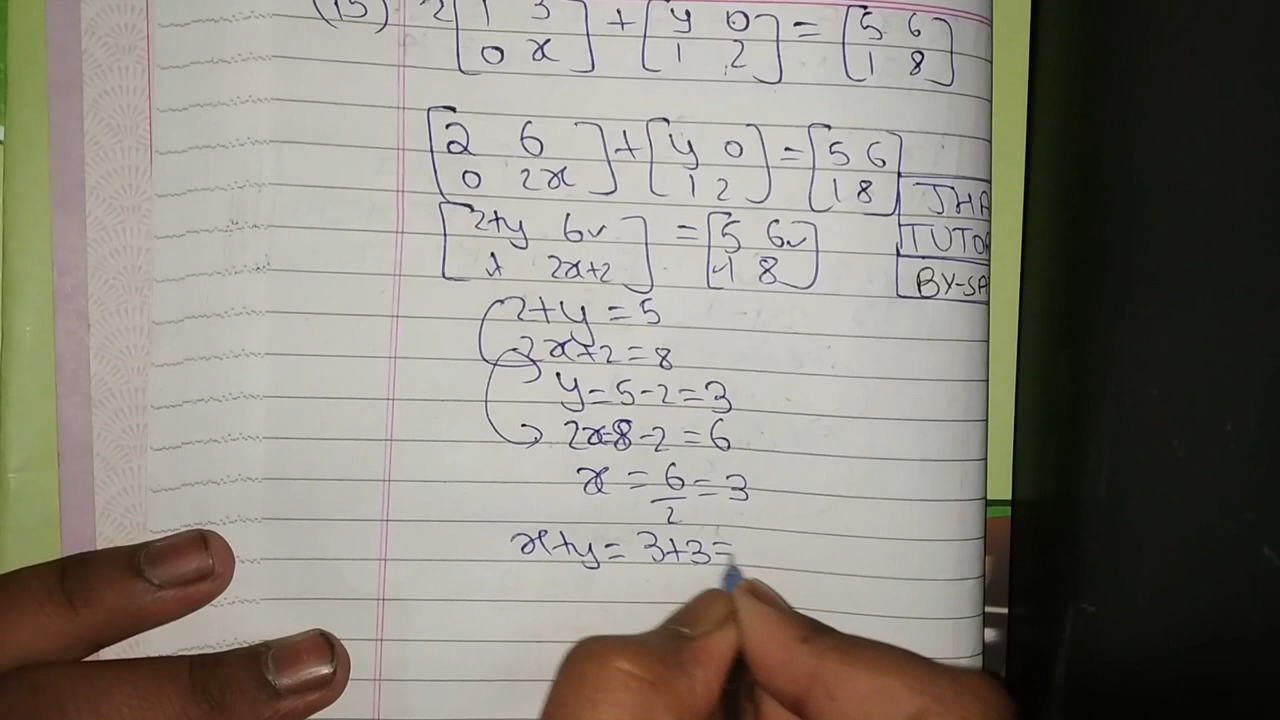 (15) 2[1 3 + [y 0 = [5 6
0 x] 1 2] 1 8]
[2 6 ] + [y 0 ] = [5 6 ]
0 2x 1 2 1 8
JHA
TUTO
BY-SA
[2+y 6 ] = [5 6 ]
1 2x+2 1 8
2+y = 5
2x+2 = 8
y = 5-2 = 3
2x=8-2 = 6
x = 6/2 = 3
x+y = 3+3=